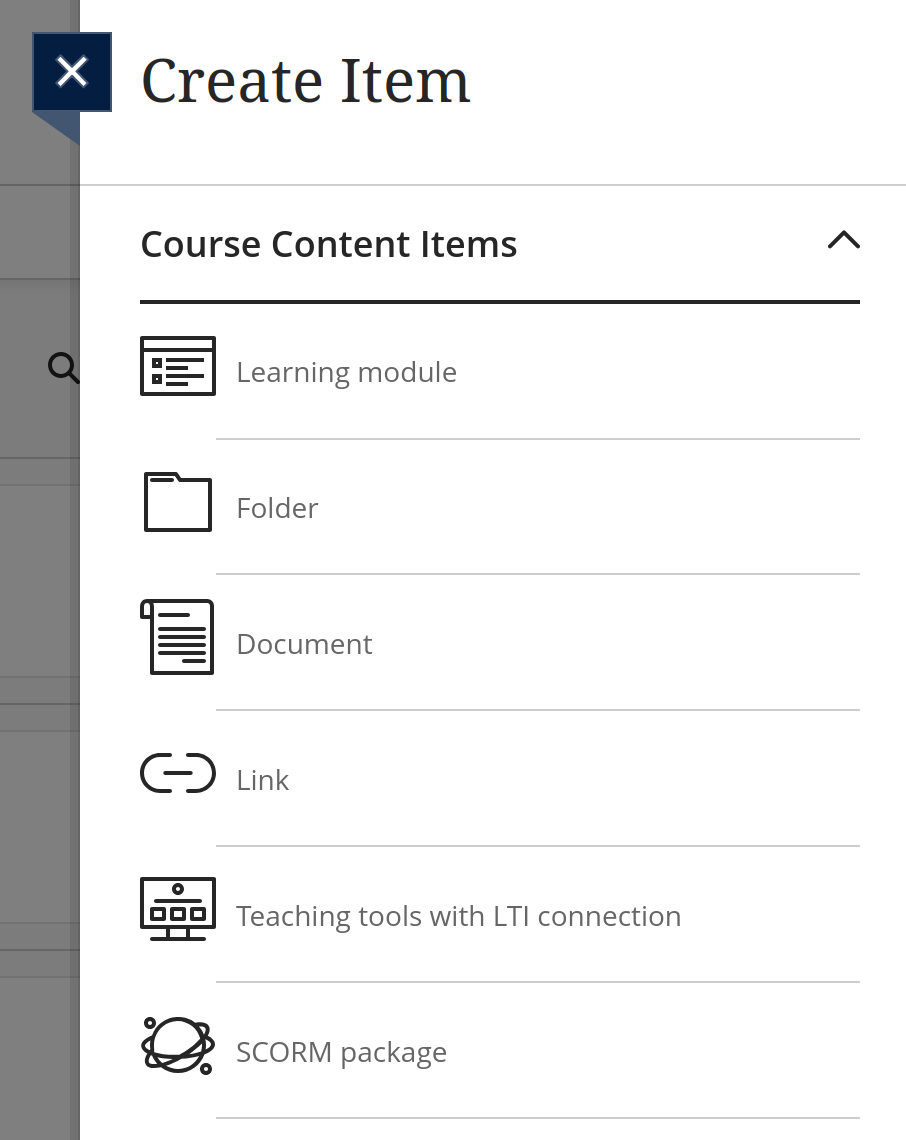 Create Item
Course Content Items
Learning module
Folder
Document
Link
Teaching tools with LTI connection
SCORM package